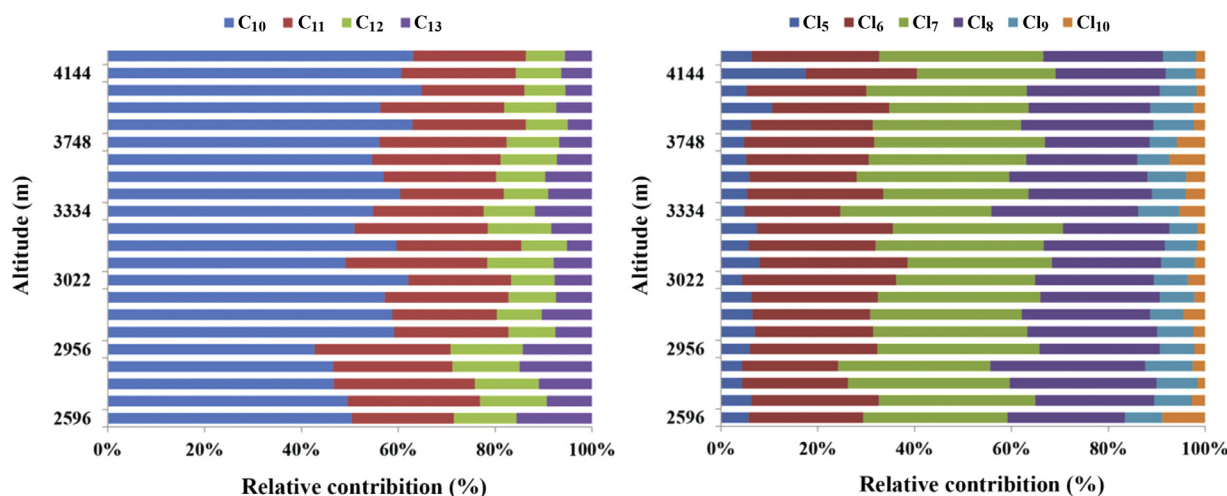 C10 C11 C12 C13
Altitude (m)
4144
3748
3334
3022
2956
2596
0% 20% 40% 60% 80% 100%
Relative contribition (%)
Cl5 Cl6 Cl7 Cl8 Cl9 Cl10
Altitude (m)
4144
3748
3334
3022
2956
2596
0% 20% 40% 60% 80% 100%
Relative contribition (%)